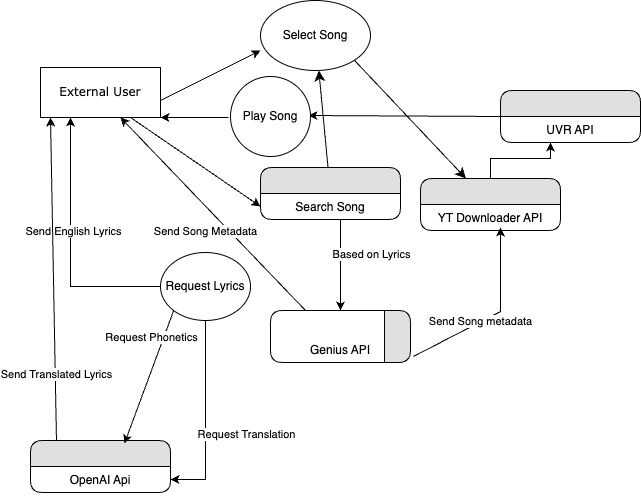 Select Song
External User
Play Song
UVR API
Search Song
YT Downloader API
Send English Lyrics
Send Song Metadata
Based on Lyrics
Request Lyrics
Send Song metadata
Request Phonetics
Genius API
Send Translated Lyrics
Request Translation
OpenAI Api